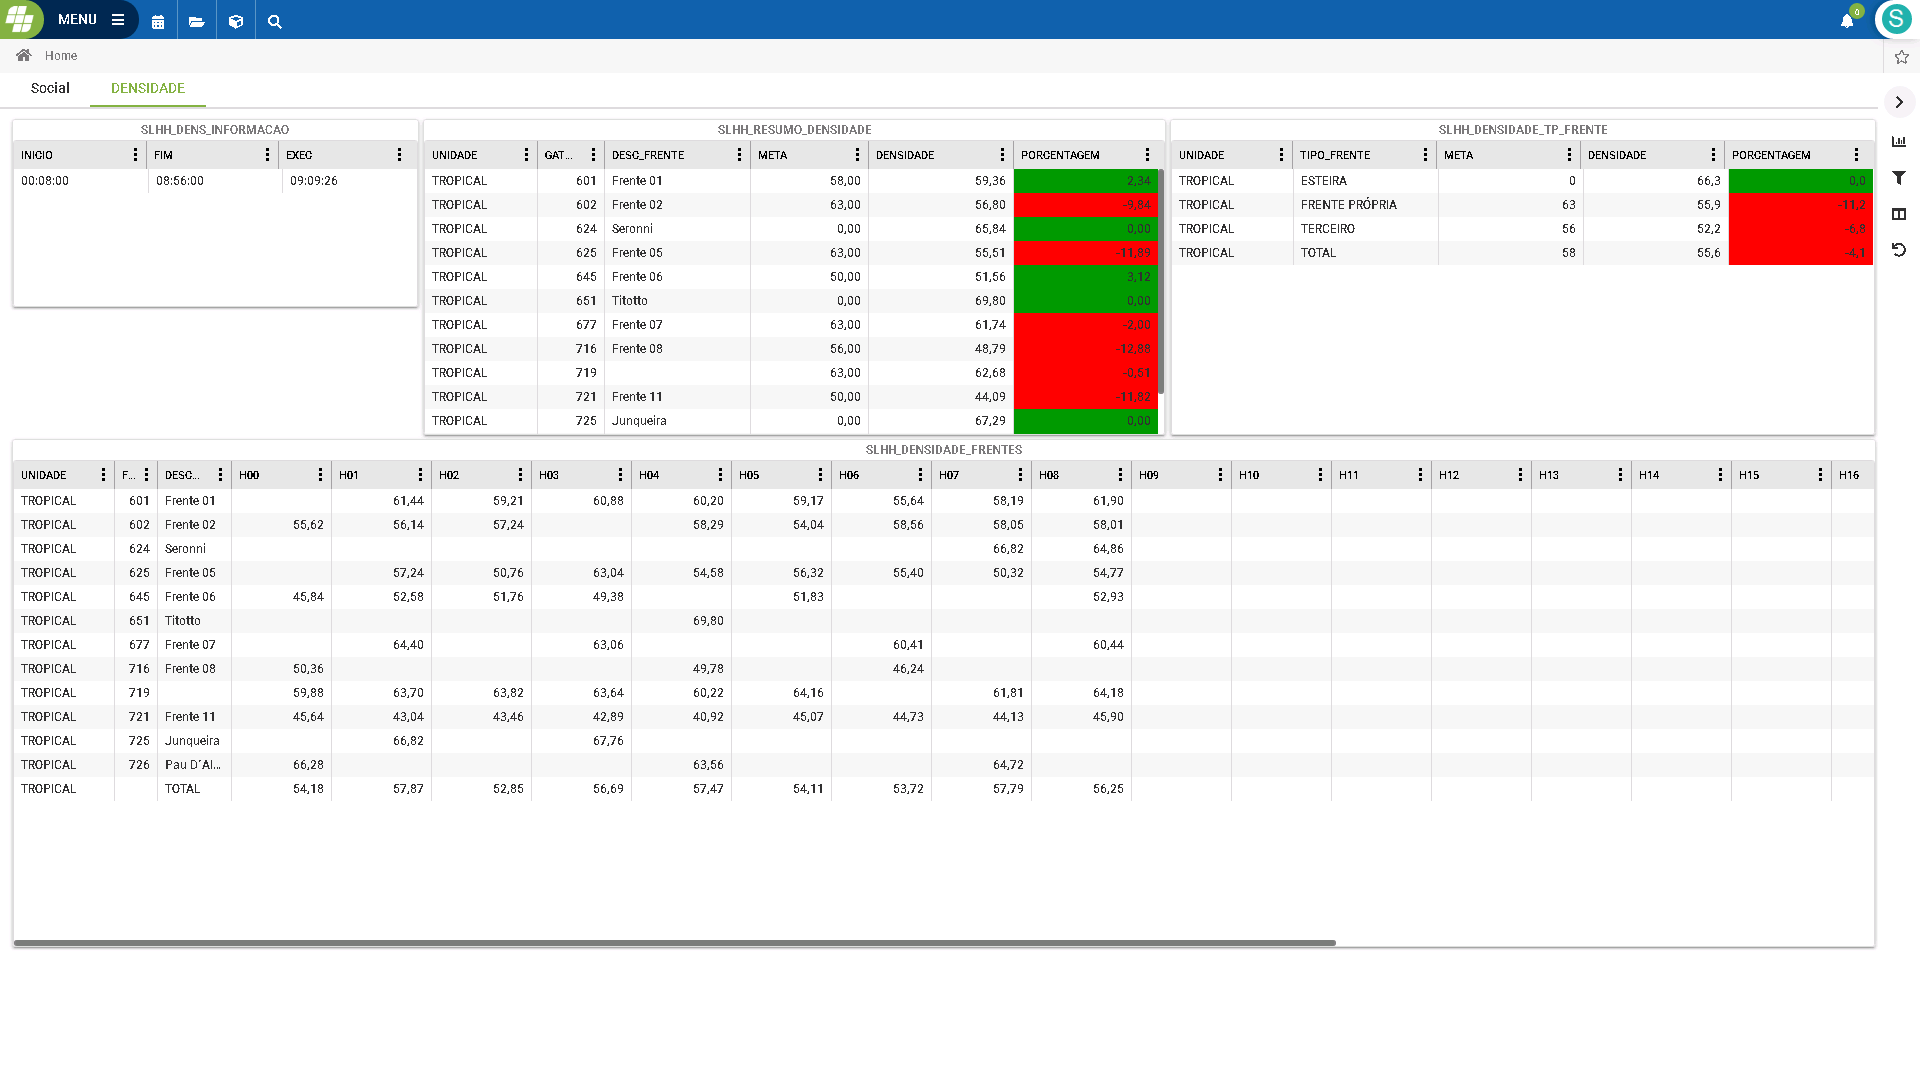 MENU
0
S
Home
Social DENSIDADE
SLHH_DENS_INFORMACAO
INICIO FIM EXEC
00:08:00 08:56:00 09:09:26
SLHH_RESUMO_DENSIDADE
UNIDADE GAT... DESC_FRENTE META DENSIDADE PORCENTAGEM
TROPICAL 601 Frente 01 58,00 59,36 2,34
TROPICAL 602 Frente 02 63,00 56,80 -9,84
TROPICAL 624 Seronni 0,00 65,84 0,00
TROPICAL 625 Frente 05 63,00 55,51 -11,89
TROPICAL 645 Frente 06 50,00 51,56 3,12
TROPICAL 651 Titotto 0,00 69,80 0,00
TROPICAL 677 Frente 07 63,00 61,74 -2,00
TROPICAL 716 Frente 08 56,00 48,79 -12,88
TROPICAL 719 63,00 62,68 -0,51
TROPICAL 721 Frente 11 50,00 44,09 -11,82
TROPICAL 725 Junqueira 0,00 67,29 0,00
SLHH_DENSIDADE_TP_FRENTE
UNIDADE TIPO_FRENTE META DENSIDADE PORCENTAGEM
TROPICAL ESTEIRA 0 66,3 0,0
TROPICAL FRENTE PRÓPRIA 63 55,9 -11,2
TROPICAL TERCEIRO 56 52,2 -6,8
TROPICAL TOTAL 58 55,6 -4,1
SLHH_DENSIDADE_FRENTES
UNIDADE F... DESC... H00 H01 H02 H03 H04 H05 H06 H07 H08 H09 H10 H11 H12 H13 H14 H15 H16
TROPICAL 601 Frente 01 61,44 59,21 60,88 60,20 59,17 55,64 58,19 61,90
TROPICAL 602 Frente 02 55,62 56,14 57,24 58,29 54,04 58,56 58,05 58,01
TROPICAL 624 Seronni 66,82 64,86
TROPICAL 625 Frente 05 57,24 50,76 63,04 54,58 56,32 55,40 50,32 54,77
TROPICAL 645 Frente 06 45,84 52,58 51,76 49,38 51,83 52,93
TROPICAL 651 Titotto 69,80
TROPICAL 677 Frente 07 64,40 63,06 60,41 60,44
TROPICAL 716 Frente 08 50,36 49,78 46,24
TROPICAL 719 59,88 63,70 63,82 63,64 60,22 64,16 61,81 64,18
TROPICAL 721 Frente 11 45,64 43,04 43,46 42,89 40,92 45,07 44,73 44,13 45,90
TROPICAL 725 Junqueira 66,82 67,76
TROPICAL 726 Pau D´Al... 66,28 63,56 64,72
TROPICAL TOTAL 54,18 57,87 52,85 56,69 57,47 54,11 53,72 57,79 56,25